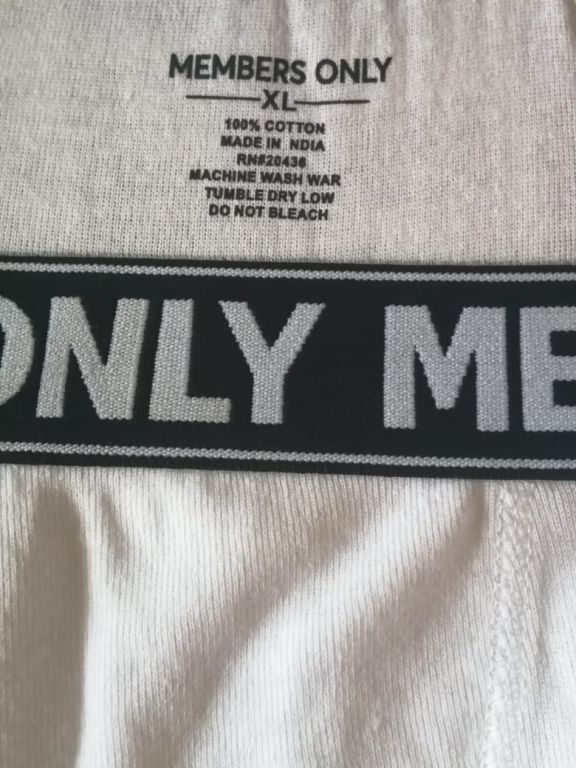 MEMBERS ONLY
XL
100% COTTON
MADE IN NDIA
RN#20436
MACHINE WASH WAR
TUMBLE DRY LOW
DO NOT BLEACH
ONLY ME